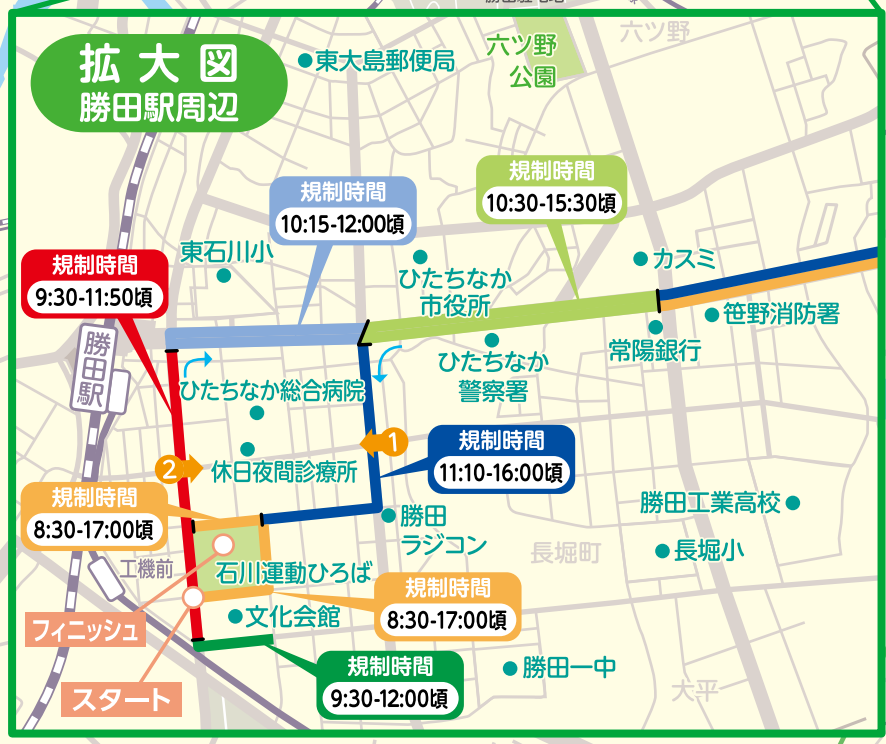 拡大図
勝田駅周辺
東大島郵便局
六ツ野
公園
六ツ野
規制時間
10:30-15:30頃
規制時間
10:15-12:00頃
東石川小
規制時間
9:30-11:50頃
ひたちなか
市役所
カスミ
笹野消防署
常陽銀行
ひたちなか
警察署
勝田駅
ひたちなか総合病院
1
2
休日夜間診療所
規制時間
11:10-16:00頃
規制時間
8:30-17:00頃
勝田
ラジコン
勝田工業高校
長堀町
長堀小
工機前
石川運動ひろば
規制時間
8:30-17:00頃
文化会館
フィニッシュ
規制時間
9:30-12:00頃
勝田一中
スタート
大平